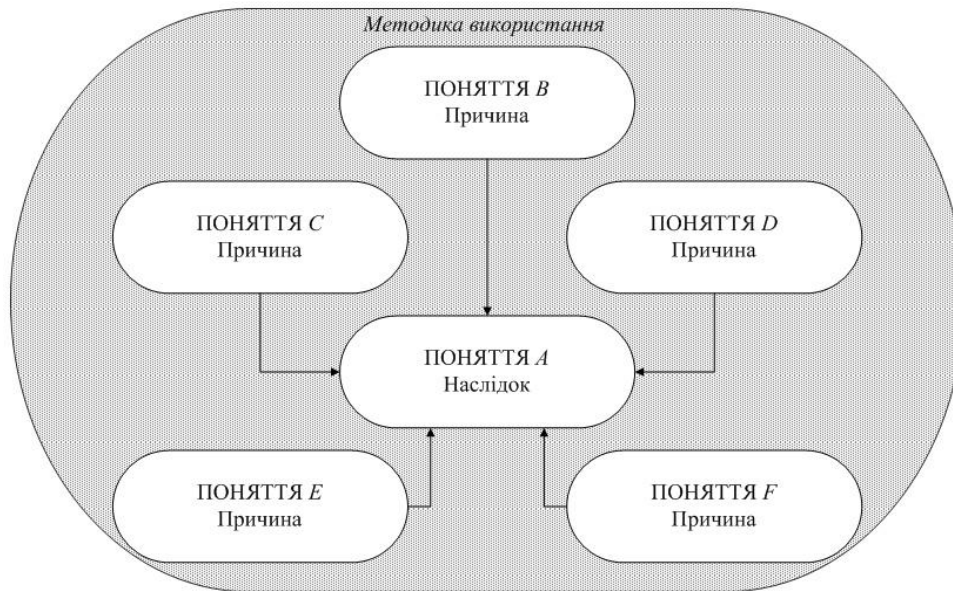 Методика використання
ПОНЯТТЯ B
Причина
ПОНЯТТЯ C
Причина
ПОНЯТТЯ D
Причина
ПОНЯТТЯ A
Наслідок
ПОНЯТТЯ E
Причина
ПОНЯТТЯ F
Причина